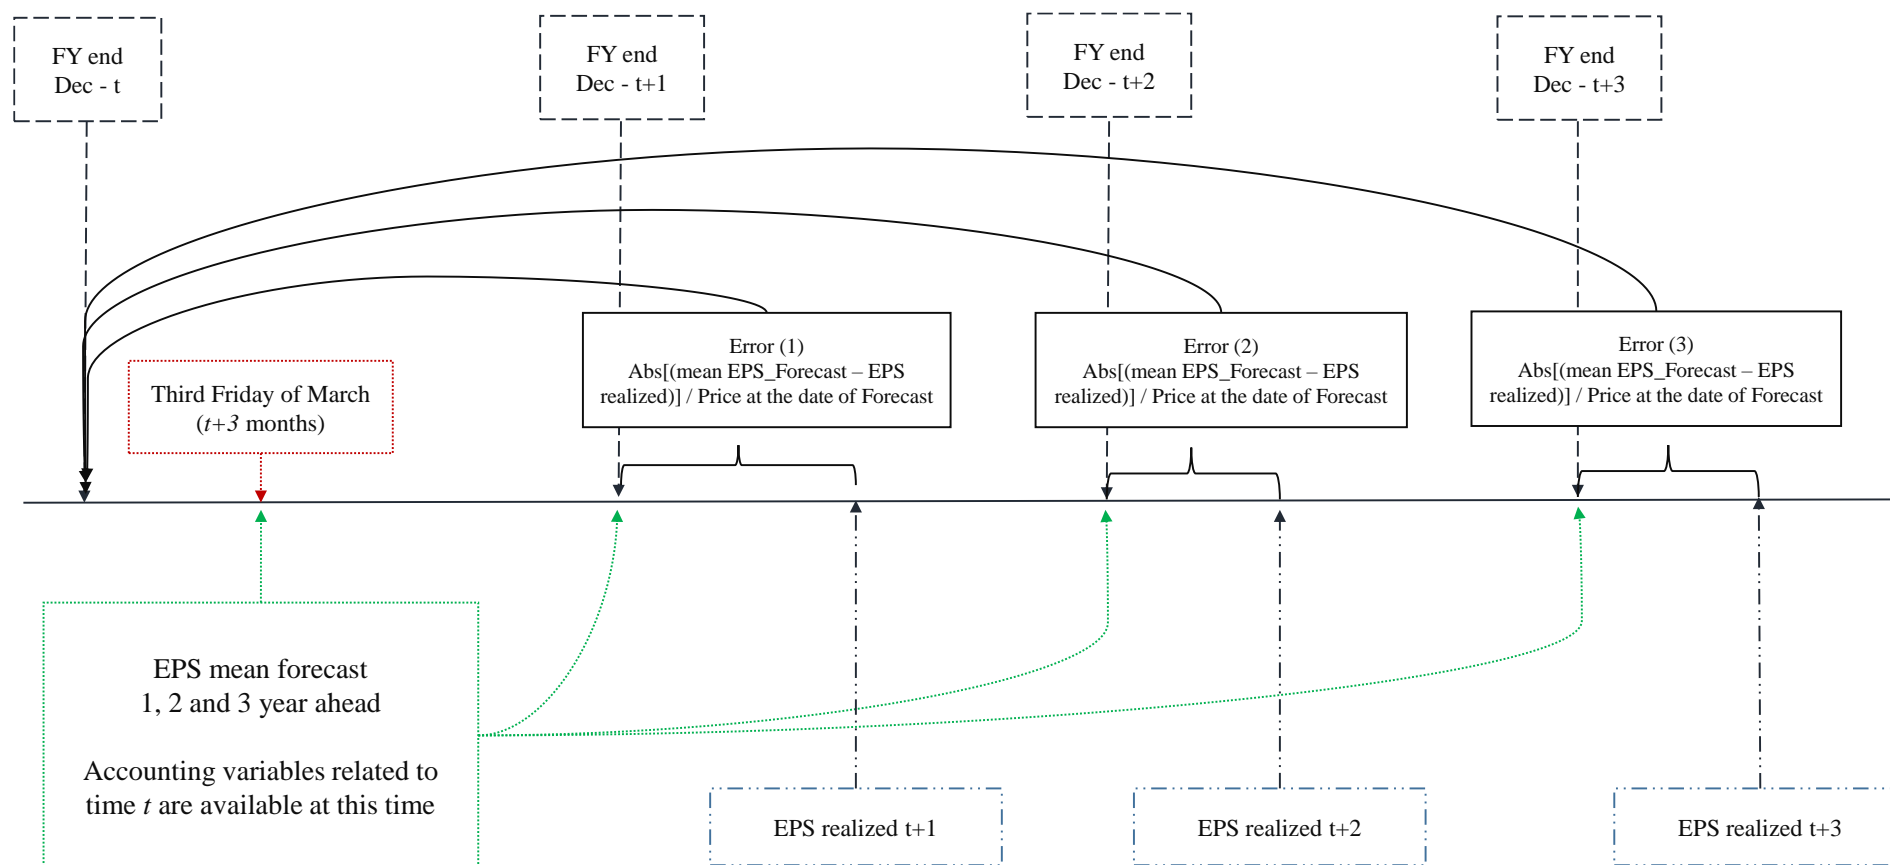 FY end
Dec - t
FY end
Dec - t+1
FY end
Dec - t+2
FY end
Dec - t+3
Error (1)
Abs[(mean EPS_Forecast – EPS
realized)] / Price at the date of Forecast
Error (2)
Abs[(mean EPS_Forecast – EPS
realized)] / Price at the date of Forecast
Error (3)
Abs[(mean EPS_Forecast – EPS
realized)] / Price at the date of Forecast
Third Friday of March
(t+3 months)
EPS mean forecast
1, 2 and 3 year ahead
Accounting variables related to
time t are available at this time
EPS realized t+1
EPS realized t+2
EPS realized t+3